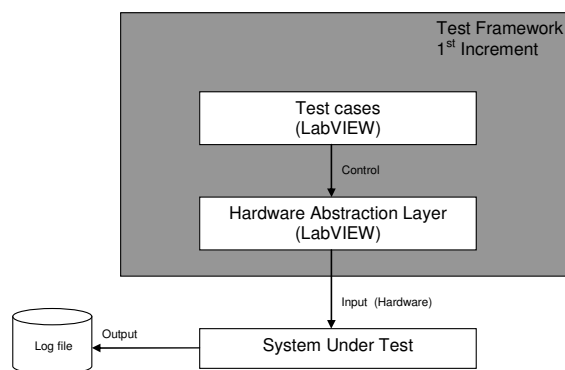 Test Framework
1st Increment
Test cases
(LabVIEW)
Control
Hardware Abstraction Layer
(LabVIEW)
Input (Hardware)
Output
Log file
System Under Test